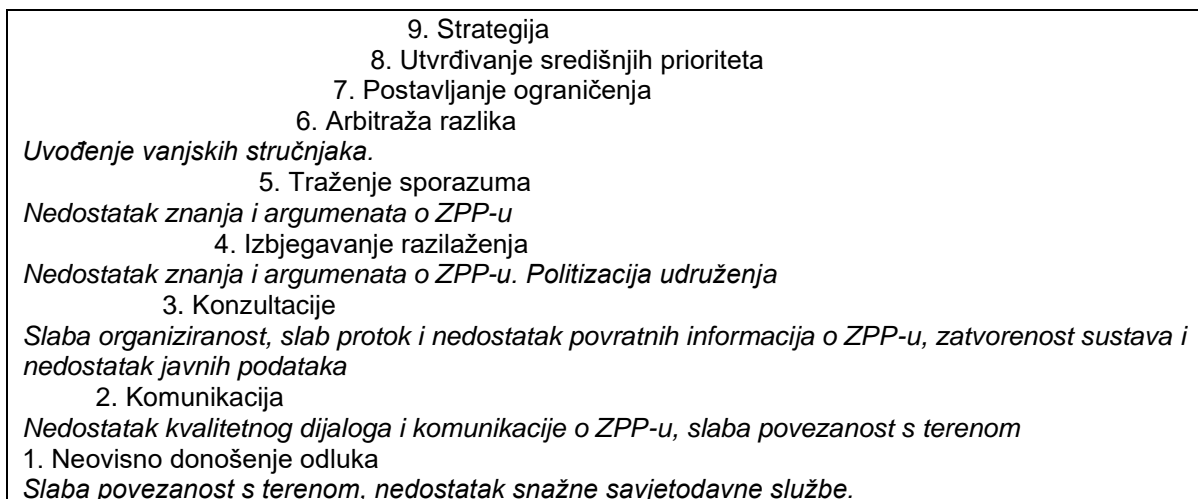 9. Strategija
8. Utvrđivanje središnjih prioriteta
7. Postavljanje ograničenja
6. Arbitraža razlika
Uvođenje vanjskih stručnjaka.
5. Traženje sporazuma
Nedostatak znanja i argumenata o ZPP-u
4. Izbjegavanje razilaženja
Nedostatak znanja i argumenata o ZPP-u. Politizacija udruženja
3. Konzultacije
Slaba organiziranost, slab protok i nedostatak povratnih informacija o ZPP-u, zatvorenost sustava i
nedostatak javnih podataka
2. Komunikacija
Nedostatak kvalitetnog dijaloga i komunikacije o ZPP-u, slaba povezanost s terenom
1. Neovisno donošenje odluka
Slaba povezanost s terenom, nedostatak snažne savjetodavne službe.